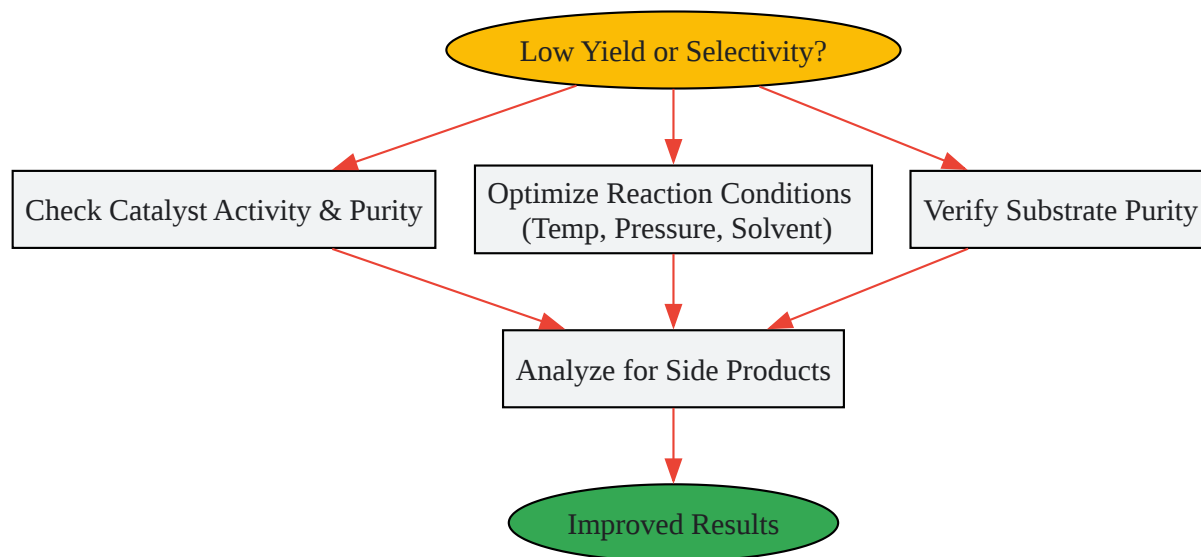 Low Yield or Selectivity?
Check Catalyst Activity & Purity
Optimize Reaction Conditions
(Temp, Pressure, Solvent)
Verify Substrate Purity
Analyze for Side Products
Improved Results